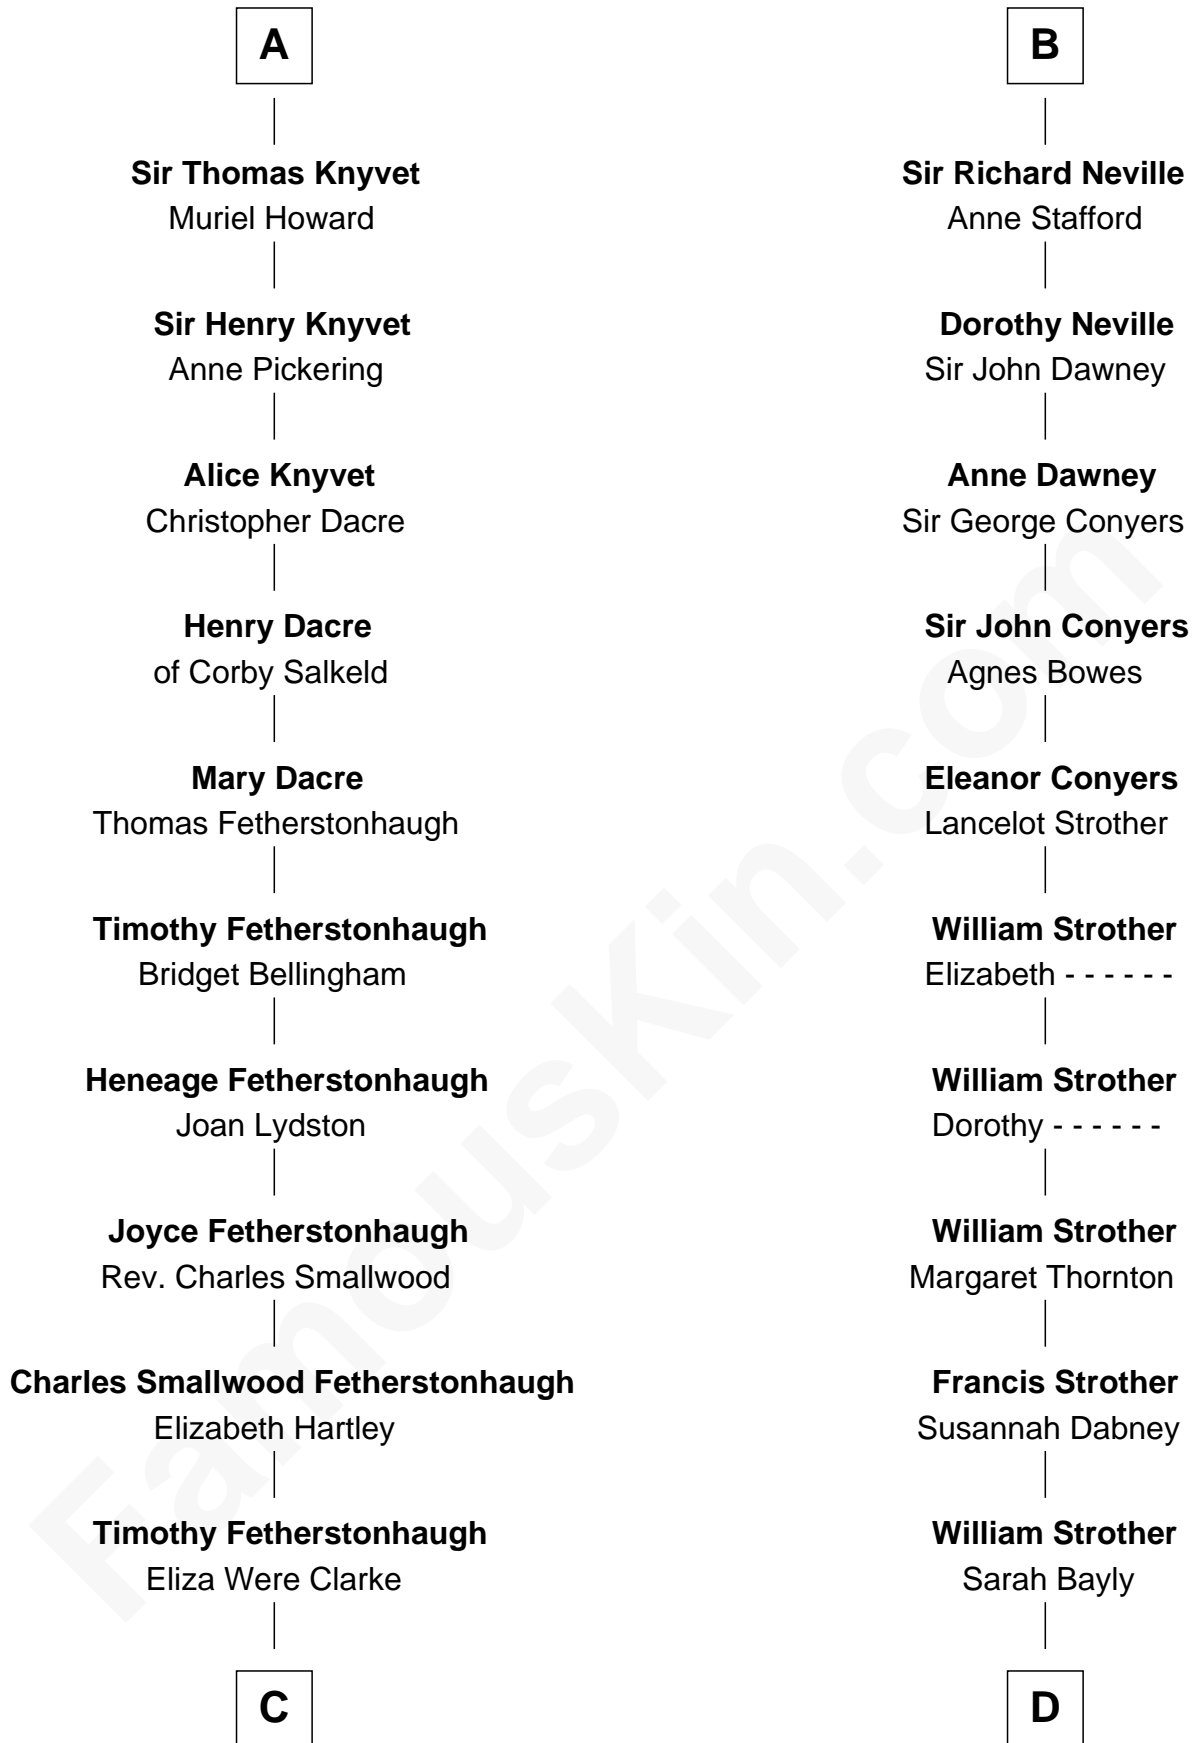 A
Sir Thomas Knyvet
Muriel Howard
Sir Henry Knyvet
Anne Pickering
Alice Knyvet
Christopher Dacre
Henry Dacre
of Corby Salkeld
Mary Dacre
Thomas Fetherstonhaugh
Timothy Fetherstonhaugh
Bridget Bellingham
Heneage Fetherstonhaugh
Joan Lydston
Joyce Fetherstonhaugh
Rev. Charles Smallwood
Charles Smallwood Fetherstonhaugh
Elizabeth Hartley
Timothy Fetherstonhaugh
Eliza Were Clarke
C
B
Sir Richard Neville
Anne Stafford
Dorothy Neville
Sir John Dawney
Anne Dawney
Sir George Conyers
Sir John Conyers
Agnes Bowes
Eleanor Conyers
Lancelot Strother
William Strother
Elizabeth - - - - - -
William Strother
Dorothy - - - - - -
William Strother
Margaret Thornton
Francis Strother
Susannah Dabney
William Strother
Sarah Bayly
D
FamousKin.com